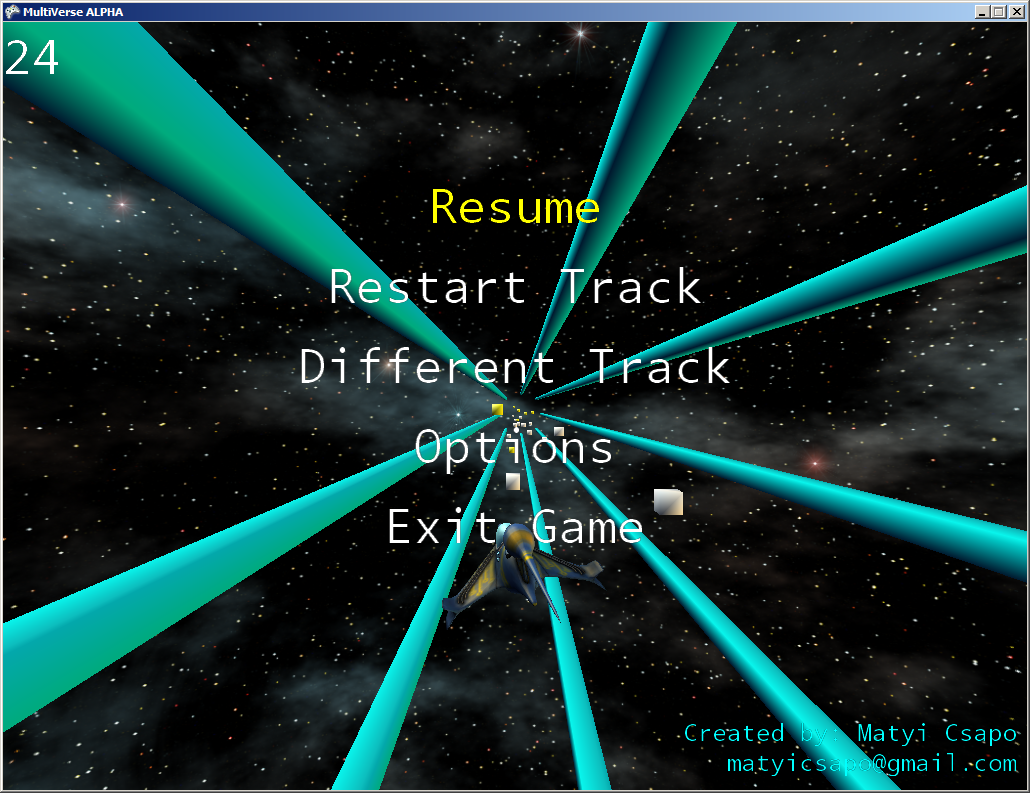 MultiVerse ALPHA
24
Resume
Restart Track
Different Track
Options
Exit Game
Created by: Matyi Csapo
matyicsapo@gmail.com